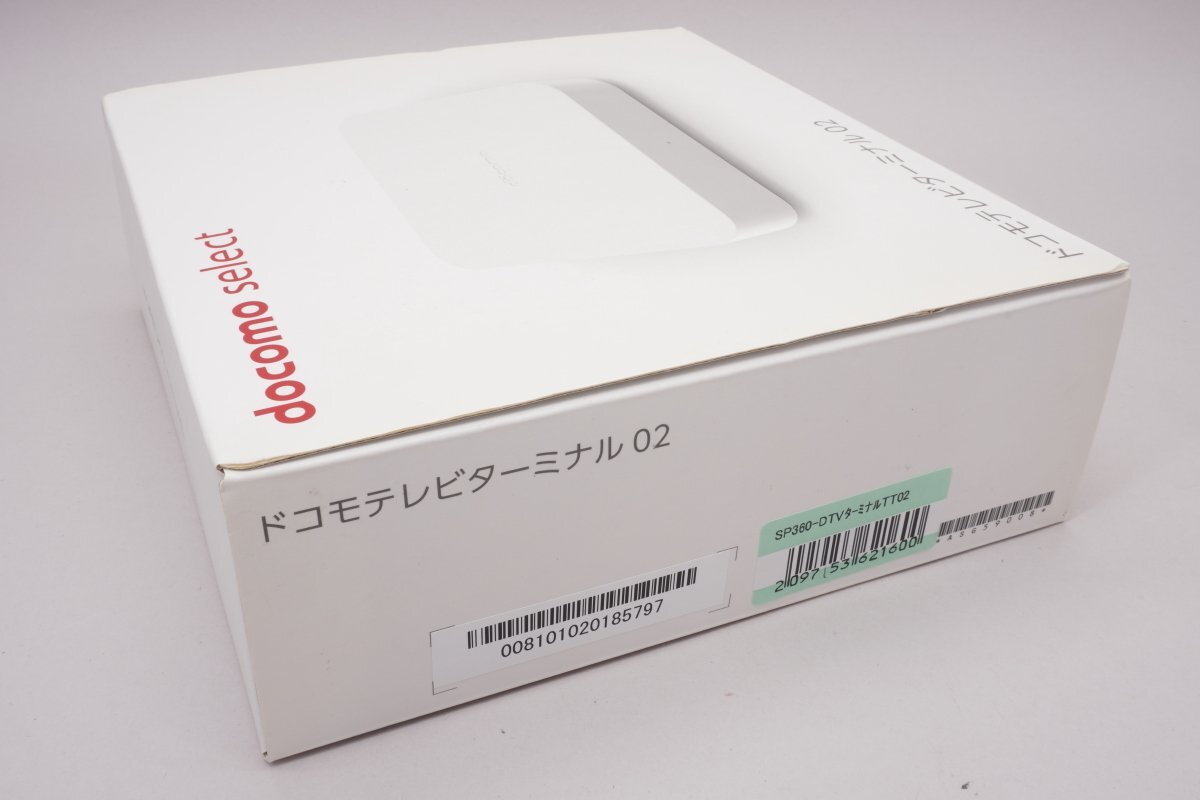 docomo select
ドコモテレビターミナル 02
ドコモテレビターミナル 02
008101020185797
SP360-DTVターミナルTT02
*ASG39008*